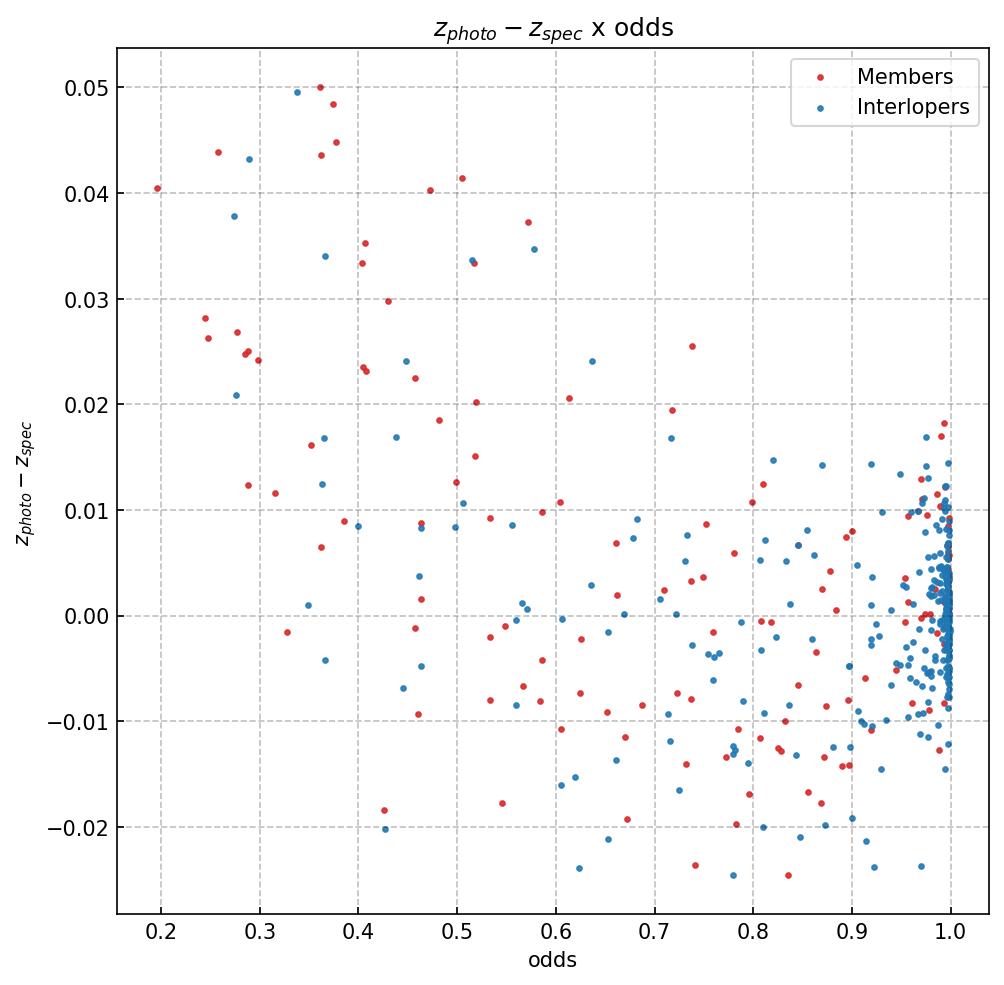 z_photo − z_spec x odds
Members
Interlopers
0.05
0.04
0.03
0.02
0.01
0.00
−0.01
−0.02
z_photo − z_spec
0.2 0.3 0.4 0.5 0.6 0.7 0.8 0.9 1.0
odds